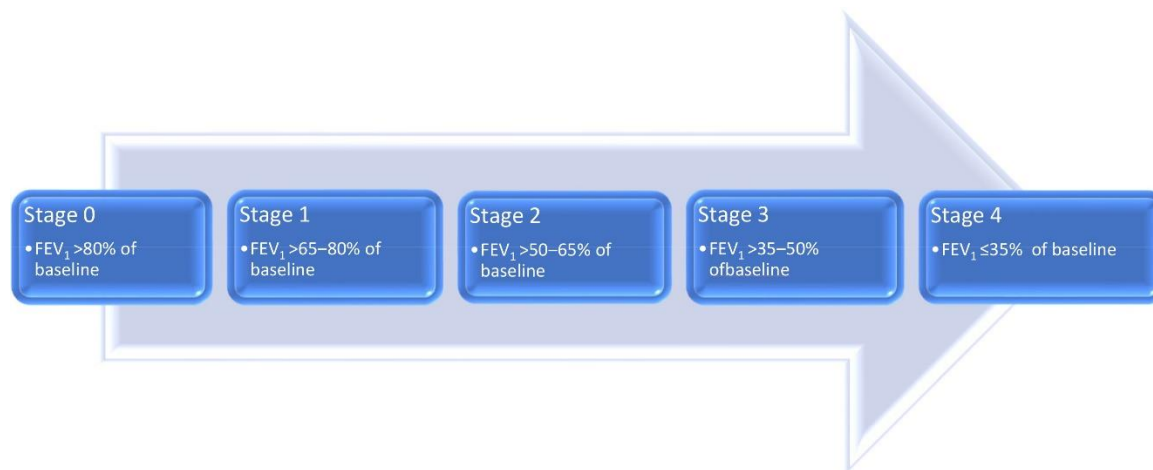 Stage 0
•FEV₁ >80% of
baseline
Stage 1
•FEV₁ >65–80% of
baseline
Stage 2
•FEV₁ >50–65% of
baseline
Stage 3
•FEV₁ >35–50%
ofbaseline
Stage 4
•FEV₁ ≤35% of baseline